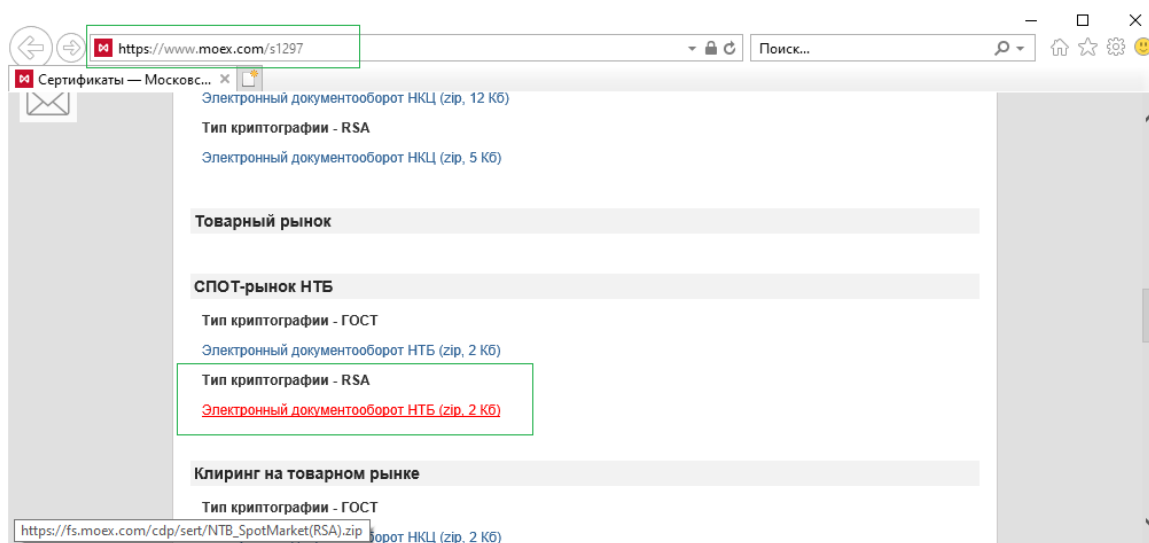 https://www.moex.com/s1297
Поиск...
Сертификаты — Московс...
Электронный документооборот НКЦ (zip, 12 Кб)
Тип криптографии - RSA
Электронный документооборот НКЦ (zip, 5 Кб)
Товарный рынок
СПОТ-рынок НТБ
Тип криптографии - ГОСТ
Электронный документооборот НТБ (zip, 2 Кб)
Тип криптографии - RSA
Электронный документооборот НТБ (zip, 2 Кб)
Клиринг на товарном рынке
Тип криптографии - ГОСТ
https://fs.moex.com/cdp/sert/NTB_SpotMarket(RSA).zip
НКЦ (zip, 2 Кб)